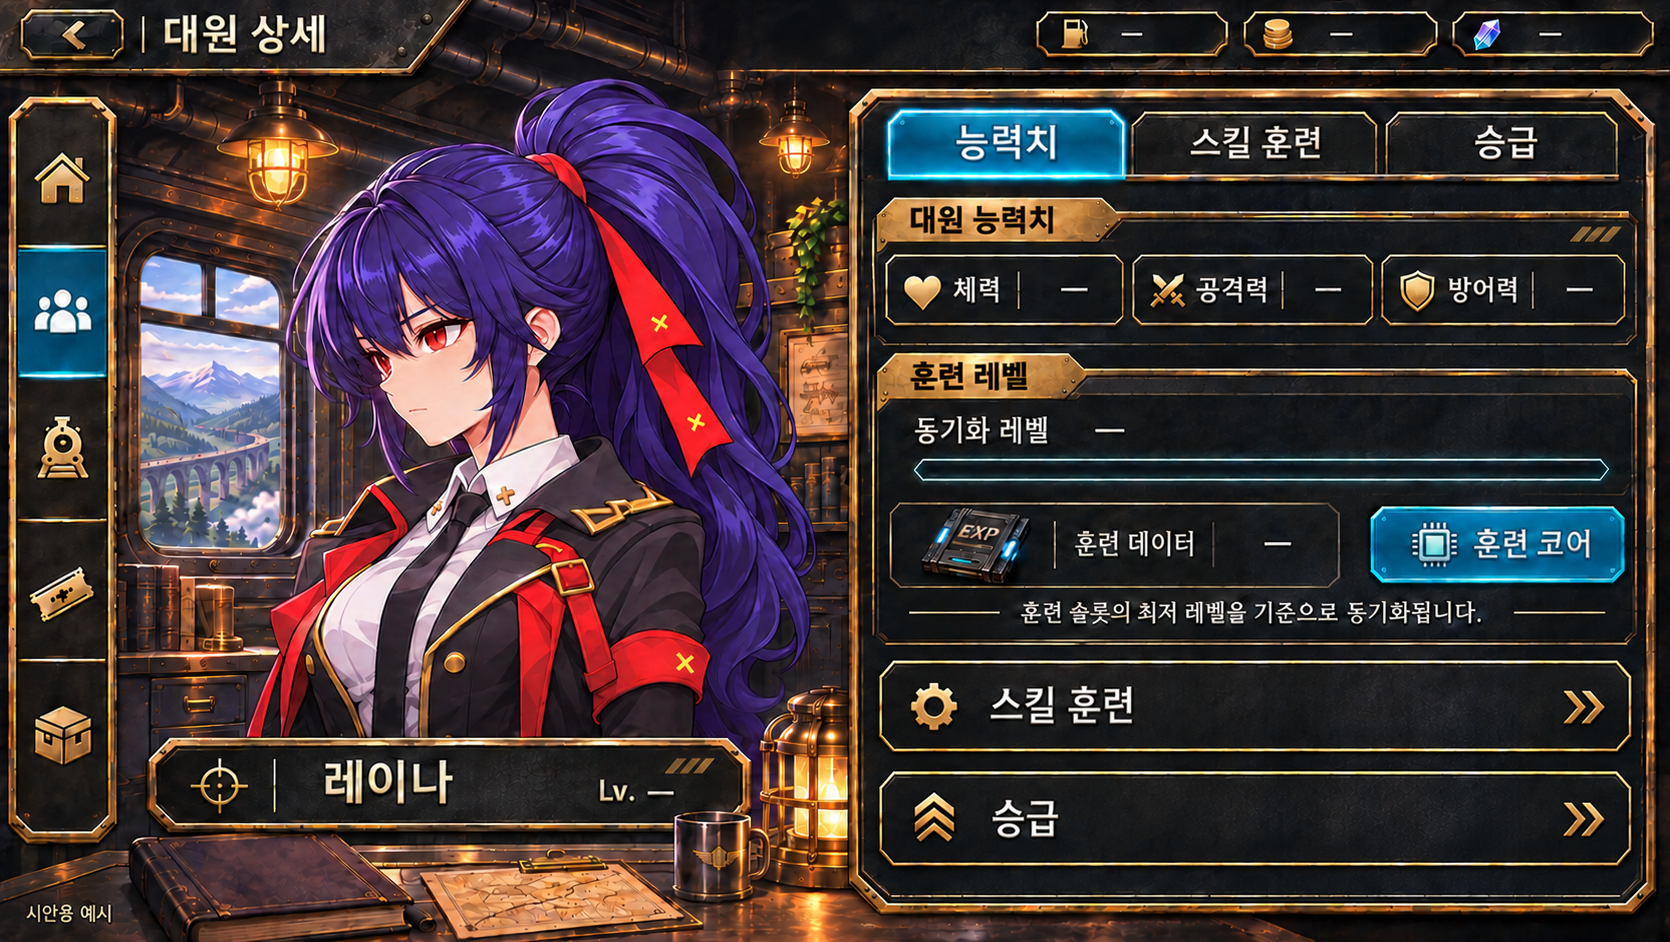 대원 상세
—
—
—
능력치
스킬 훈련
승급
대원 능력치
체력 —
공격력 —
방어력 —
훈련 레벨
동기화 레벨 —
EXP
훈련 데이터 —
훈련 코어
훈련 슬롯의 최저 레벨을 기준으로 동기화됩니다.
스킬 훈련
승급
레이나
Lv. —
시안용 예시